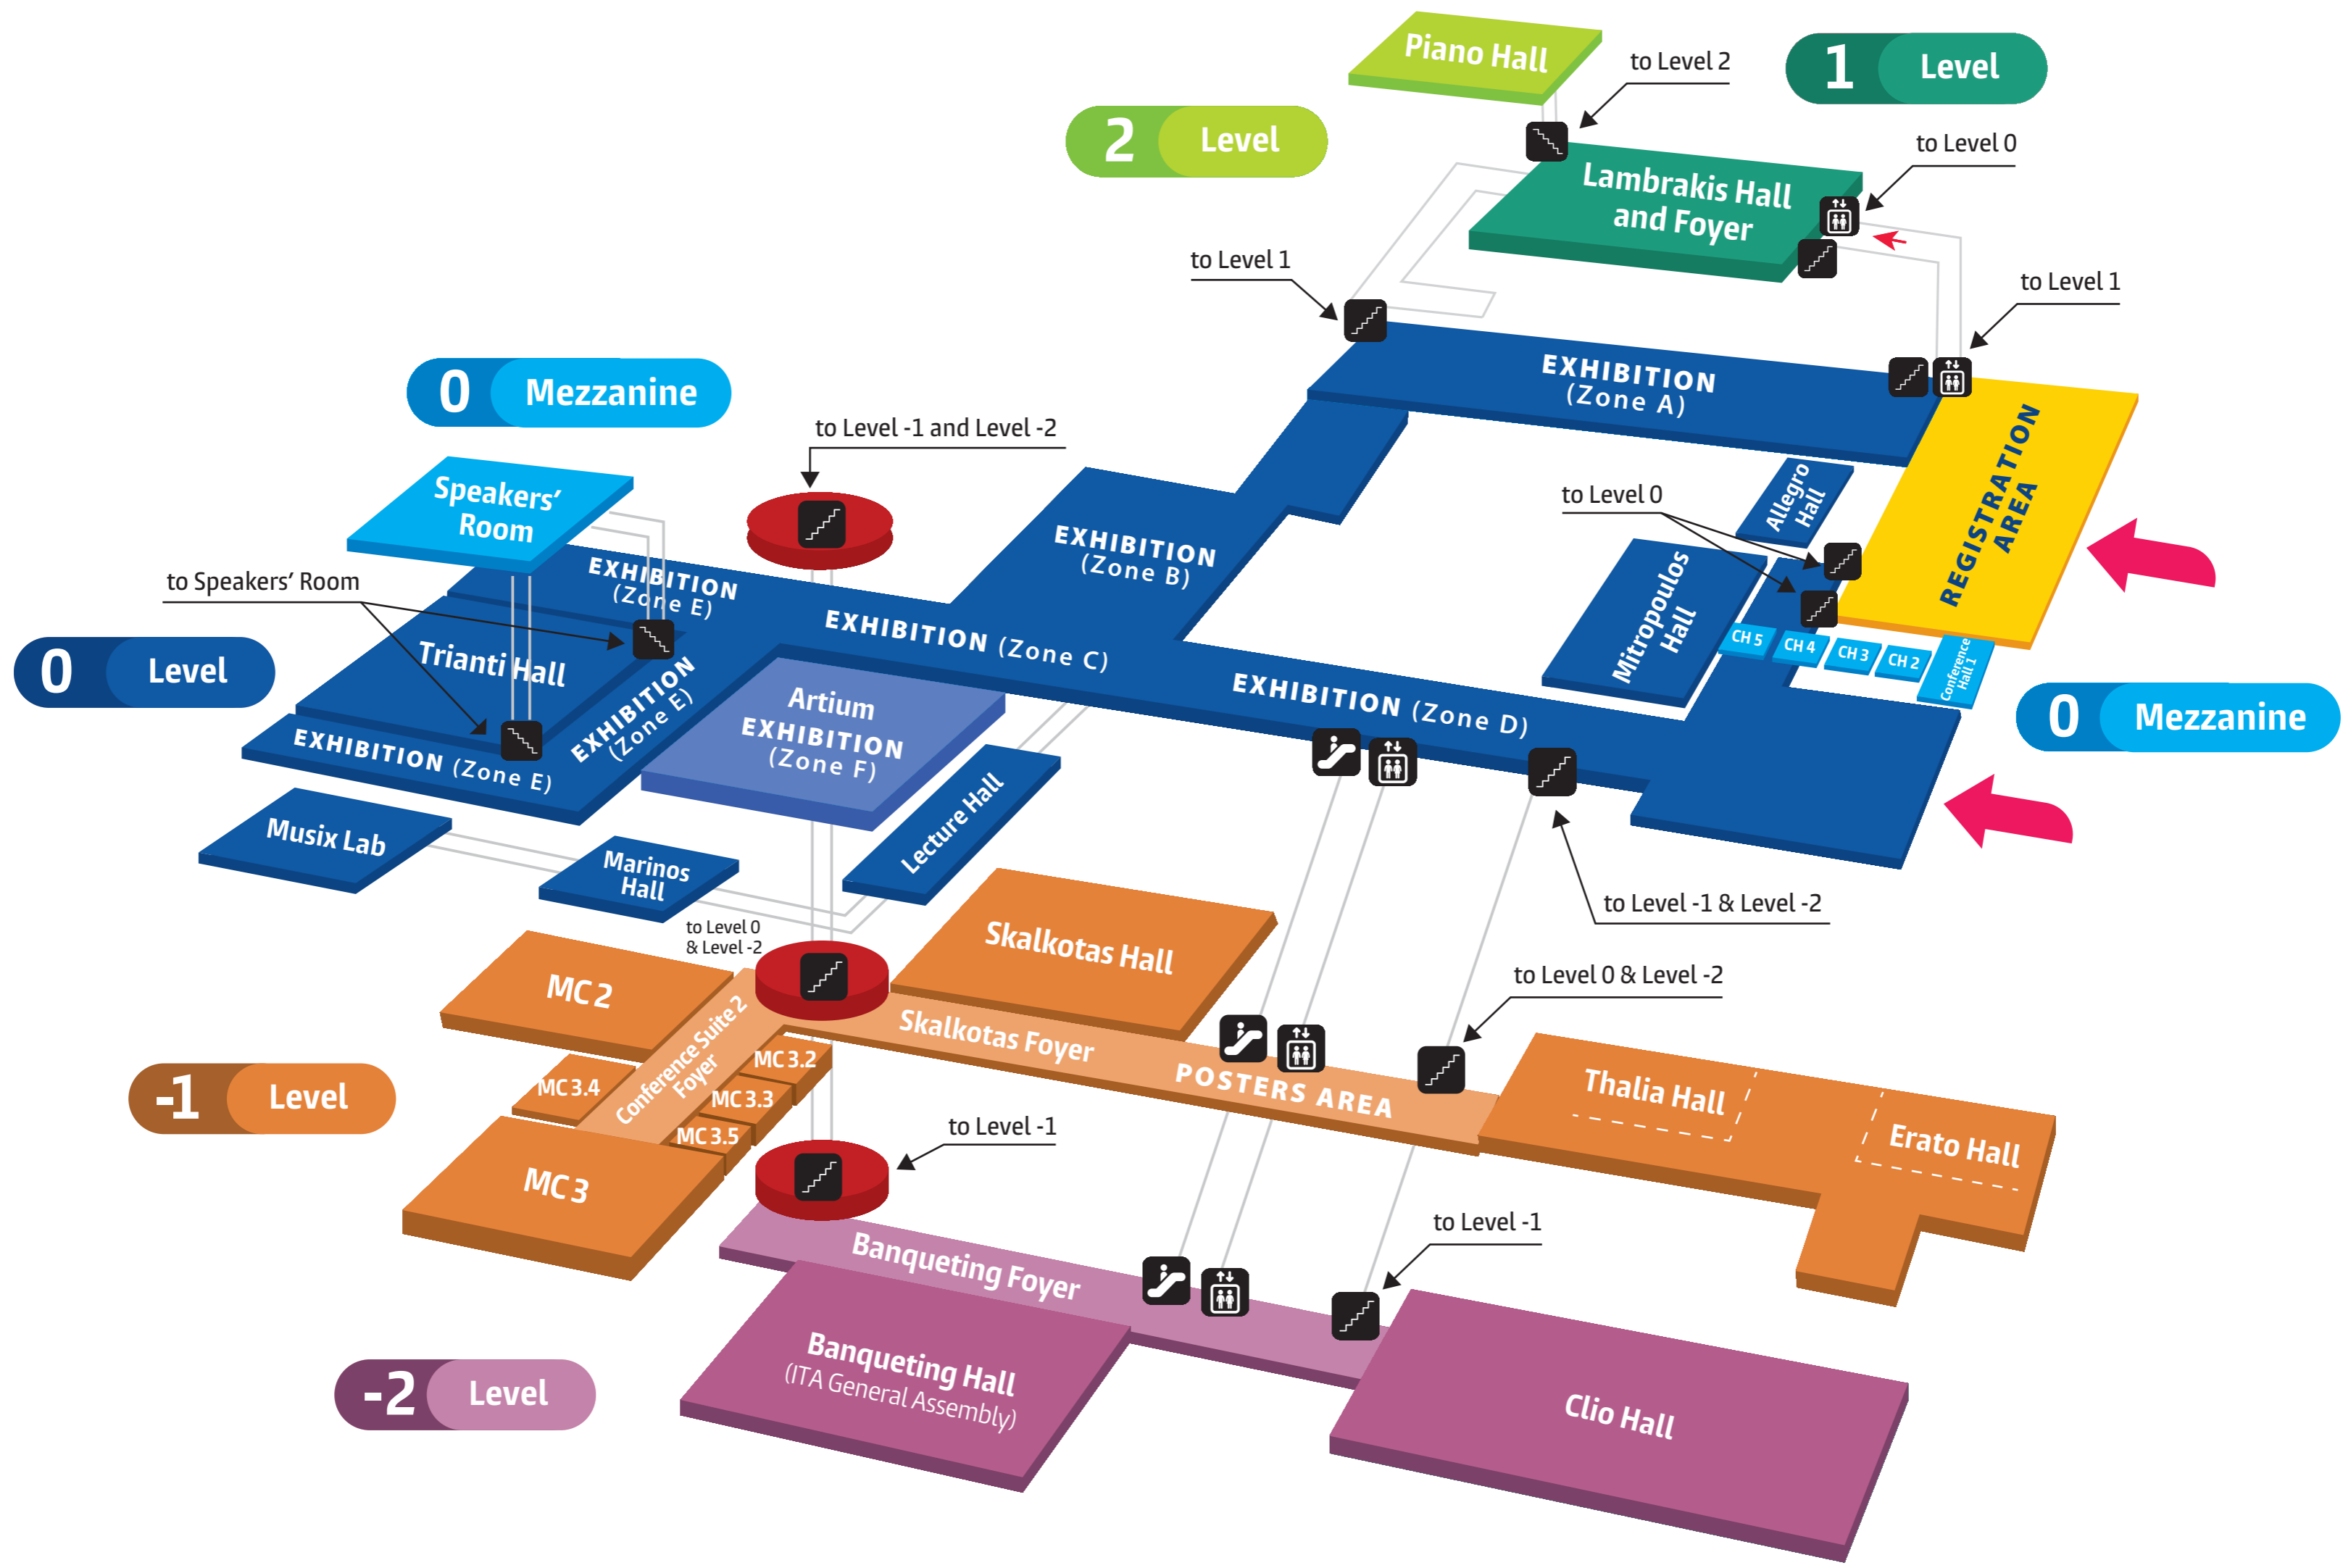 Piano Hall
to Level 2
1 Level
2 Level
to Level 0
Lambrakis Hall
and Foyer
to Level 1
to Level 1
EXHIBITION
(Zone A)
0 Mezzanine
to Level -1 and Level -2
REGISTRATION
AREA
Allegro
Hall
to Level 0
Speakers'
Room
EXHIBITION
(Zone B)
to Speakers' Room
EXHIBITION
(Zone E)
Mitropoulos
Hall
EXHIBITION (Zone C)
CH 5
CH 4
CH 3
CH 2
Conference
Hall 1
0 Level
Trianti Hall
EXHIBITION
(Zone E)
Artium
EXHIBITION
(Zone F)
EXHIBITION (Zone D)
0 Mezzanine
EXHIBITION (Zone E)
Lecture Hall
Musix Lab
Marinos
Hall
to Level 0
& Level -2
to Level -1 & Level -2
Skalkotas Hall
MC 2
to Level 0 & Level -2
Conference Suite 2
Foyer
Skalkotas Foyer
POSTERS AREA
MC 3.2
MC 3.4
MC 3.3
MC 3.5
-1 Level
Thalia Hall
Erato Hall
to Level -1
MC 3
to Level -1
Banqueting Foyer
Banqueting Hall
(ITA General Assembly)
-2 Level
Clio Hall